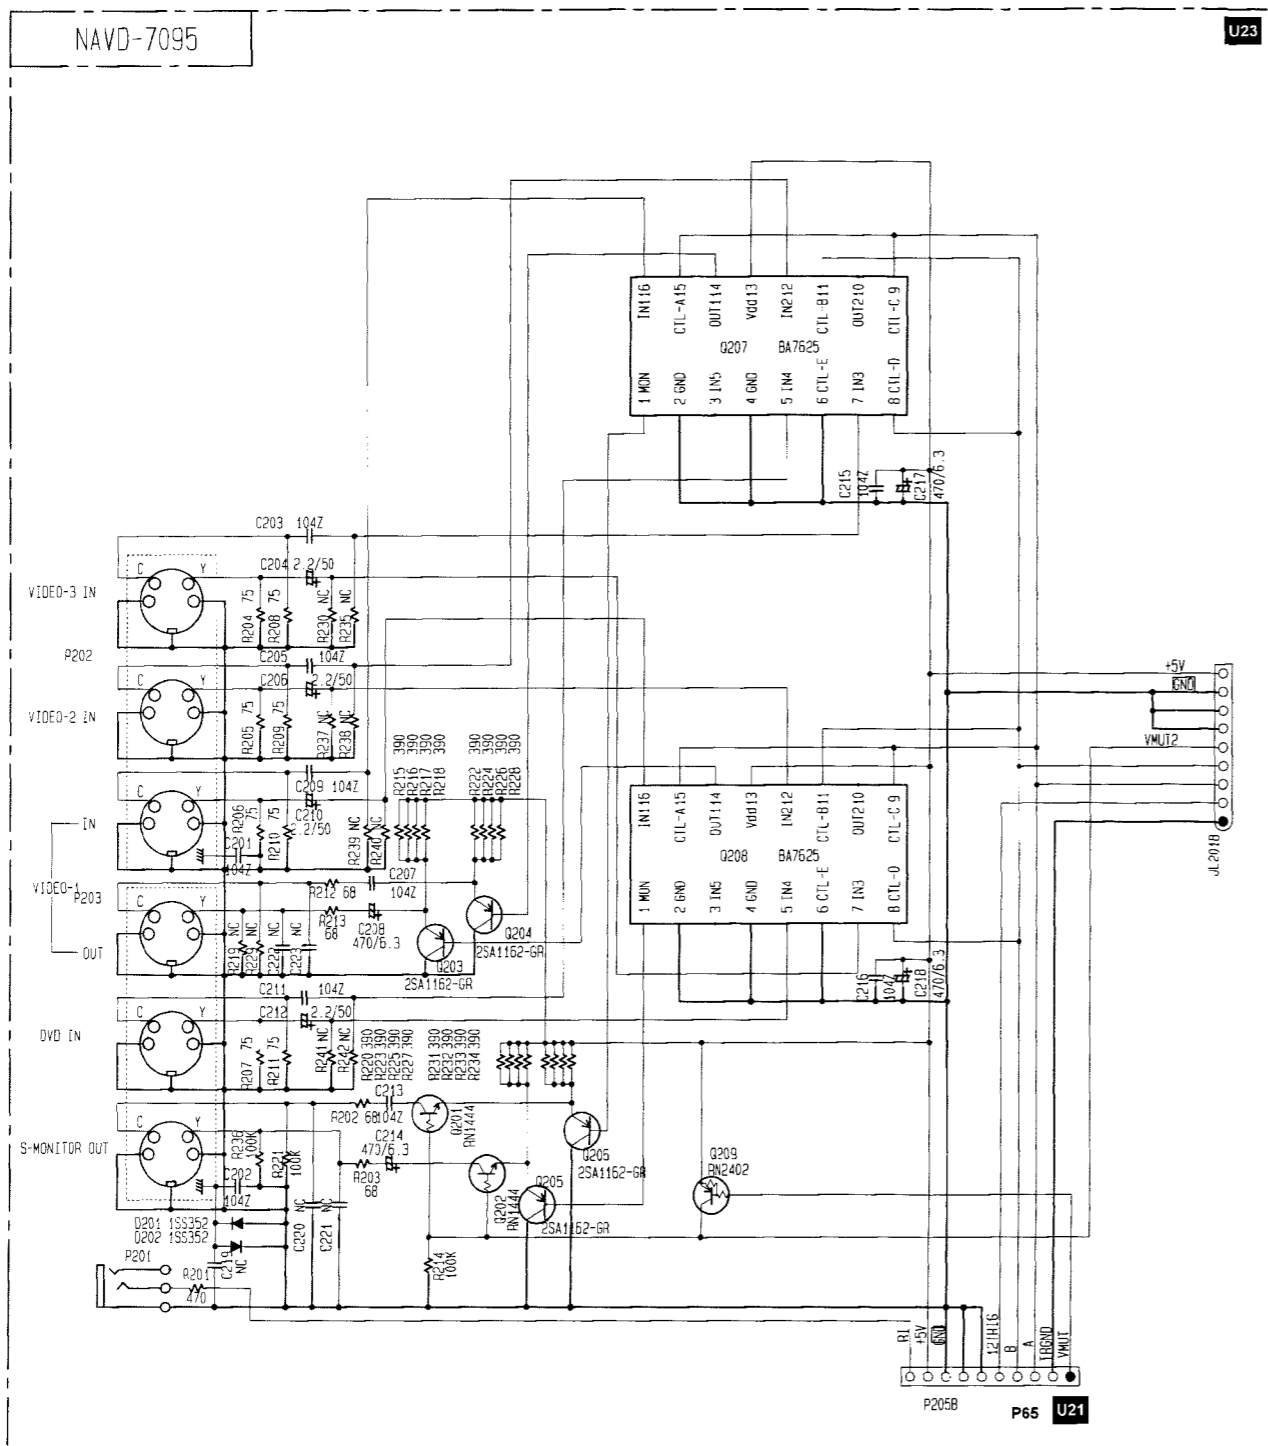 NAVD-7095
U23
IN116
CTL-A15
OUT114
Vdd13
IN212
CTL-B11
OUT210
CTL-C 9
Q207 BA7625
1 MON
2 GND
3 IN5
4 GND
5 IN4
6 CTL-E
7 IN3
8 CTL-D
C215
104Z
C217
470/6.3
C203 104Z
C204 2.2/50
C Y
VIDEO-3 IN
R204 75
R208 75
R230 NC
R235 NC
P202
C205 104Z
C206 2.2/50
C Y
VIDEO-2 IN
R205 75
R209 75
R237 NC
R238 NC
R215 390
R216 390
R217 390
R218 390
R222 390
R224 390
R226 390
R228 390
+5V
GND
VMUT2
JL201B
C209 104Z
C210
2.2/50
C Y
IN
R206 75
R210 75
C201
104Z
R239 NC
R240 NC
IN116
CTL-A15
OUT114
Vdd13
IN212
CTL-B11
OUT210
CTL-C 9
Q208 BA7625
1 MON
2 GND
3 IN5
4 GND
5 IN4
6 CTL-E
7 IN3
8 CTL-D
VIDEO-1
P203
C Y
OUT
R212 68
C207
104Z
R213
68
C208
470/6.3
R219 NC
R229 NC
C222 NC
C223 NC
Q204
2SA1162-GR
Q203
2SA1162-GR
C216
104Z
C218
470/6.3
C211 104Z
C212 2.2/50
C Y
DVD IN
R207 75
R211 75
R241 NC
R242 NC
R220 390
R223 390
R225 390
R227 390
R231 390
R232 390
R233 390
R234 390
C213
104Z
R202 68
Q201
RN1444
C Y
S-MONITOR OUT
R236
100K
R221
100K
C202
104Z
C214
470/6.3
R203
68
Q202
RN1444
Q205
2SA1162-GR
Q205
2SA1162-GR
Q209
RN2402
D201 1SS352
D202 1SS352
C220 NC
C221 NC
P201
C219
NC
R201
470
R214
100K
RI
+5V
GND
12THIG
B
A
TRGND
VMUT
P205B
P65 U21